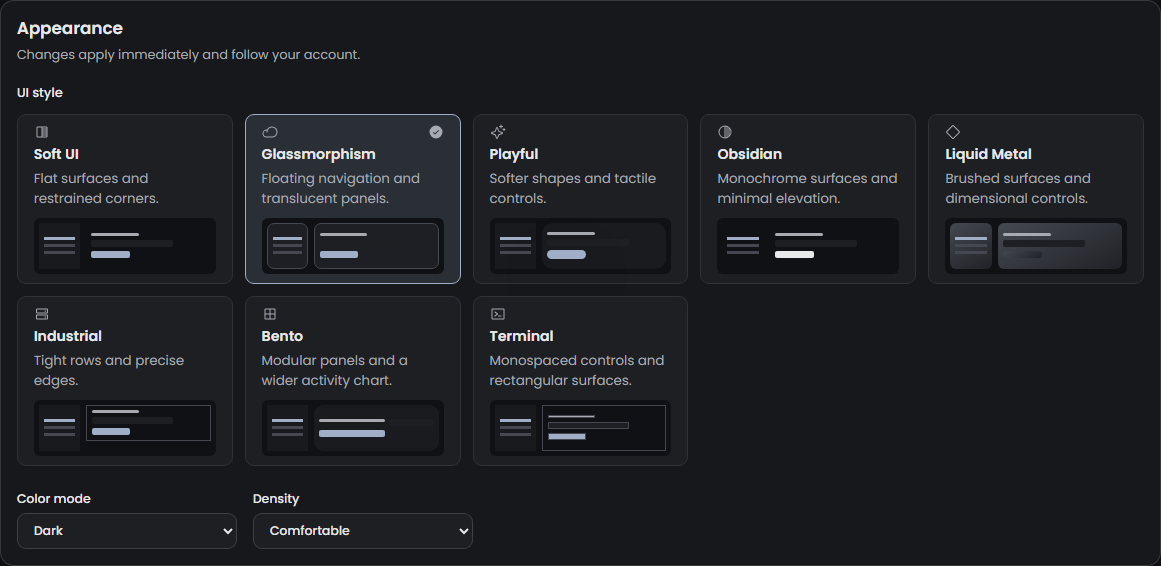 Appearance
Changes apply immediately and follow your account.
UI style
Soft UI
Flat surfaces and
restrained corners.
Glassmorphism
Floating navigation and
translucent panels.
Playful
Softer shapes and tactile
controls.
Obsidian
Monochrome surfaces and
minimal elevation.
Liquid Metal
Brushed surfaces and
dimensional controls.
Industrial
Tight rows and precise
edges.
Bento
Modular panels and a
wider activity chart.
Terminal
Monospaced controls and
rectangular surfaces.
Color mode
Dark
Density
Comfortable